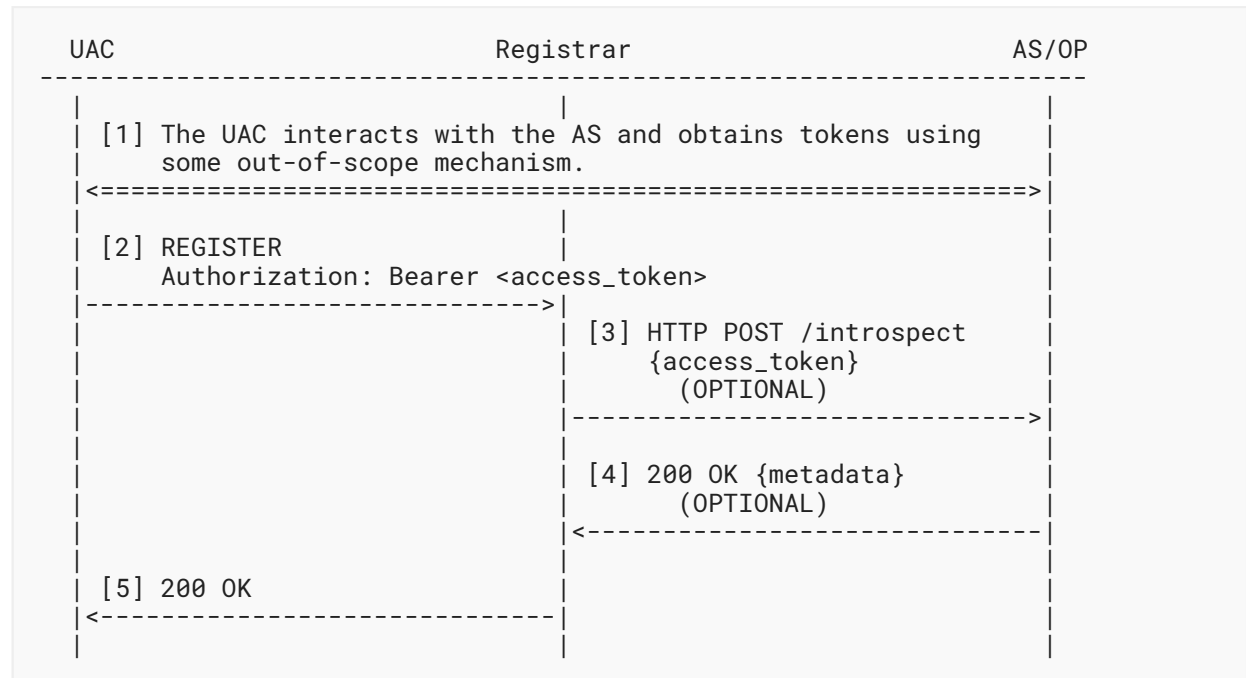 UAC Registrar AS/OP
[1] The UAC interacts with the AS and obtains tokens using
some out-of-scope mechanism.
[2] REGISTER
Authorization: Bearer <access_token>
[3] HTTP POST /introspect
{access_token}
(OPTIONAL)
[4] 200 OK {metadata}
(OPTIONAL)
[5] 200 OK